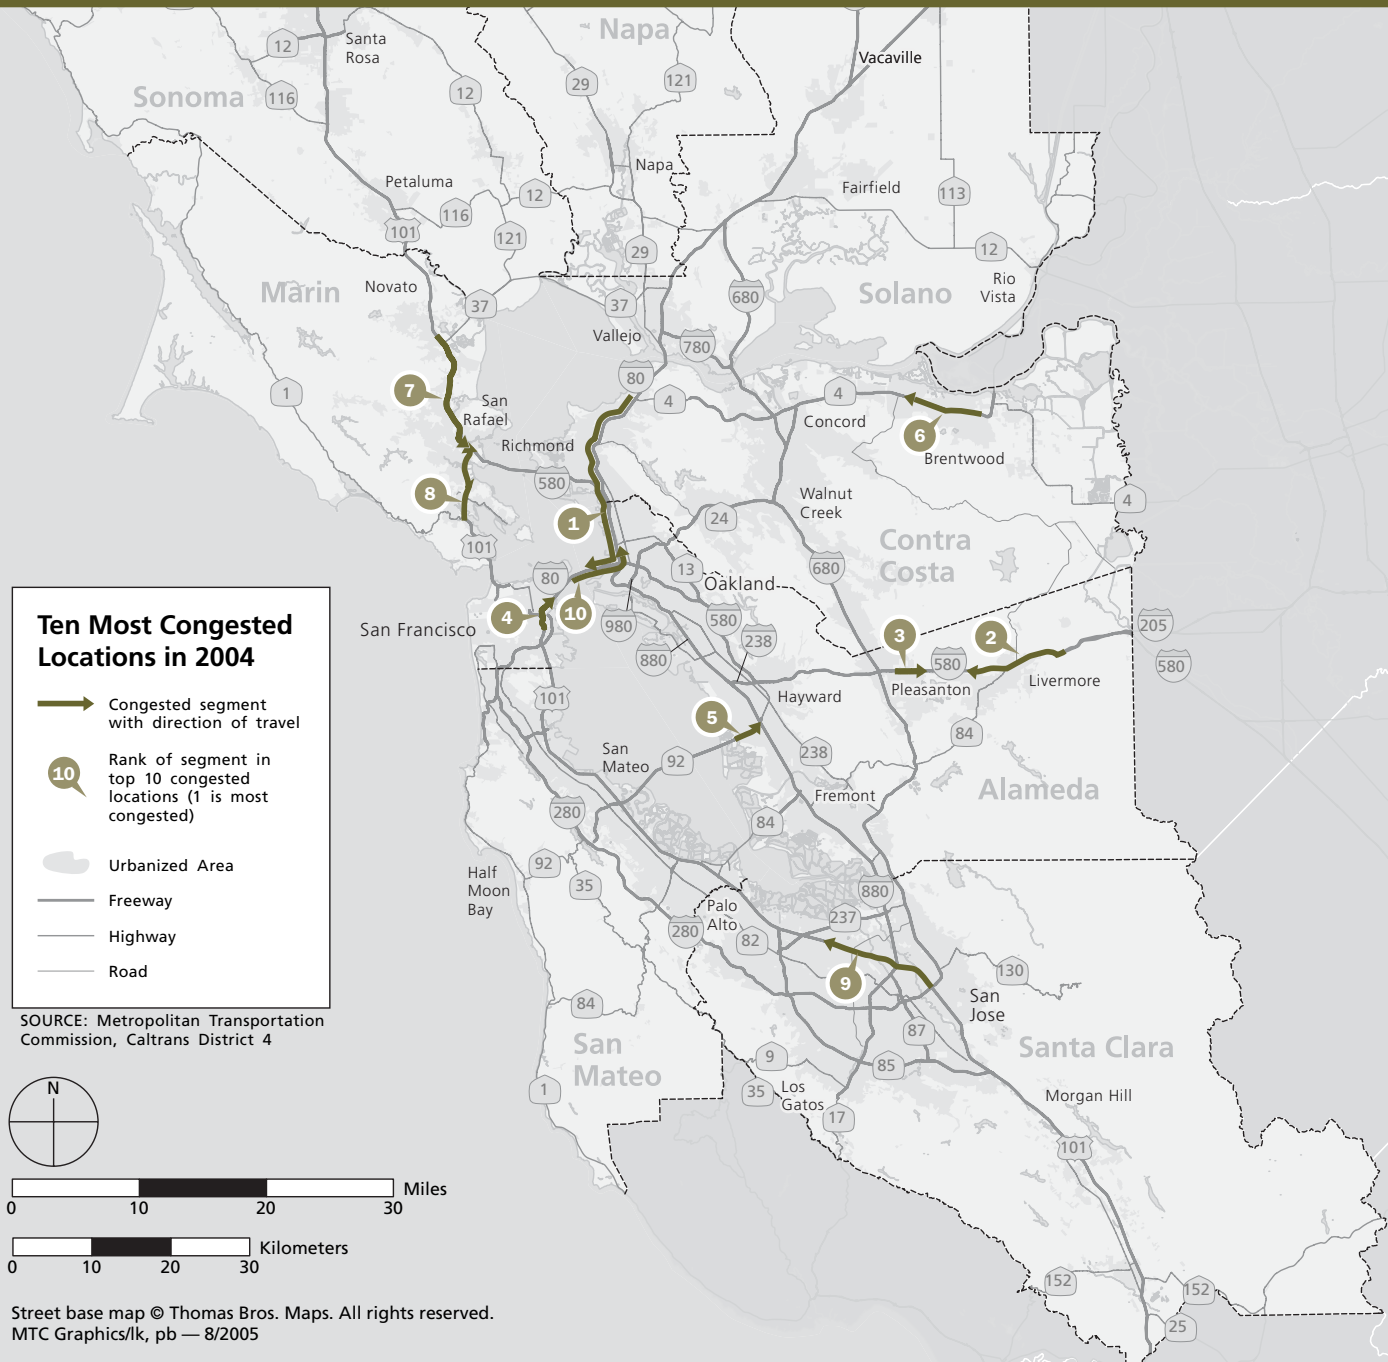 Napa
Santa
Rosa
12
Vacaville
29
121
12
Sonoma
116
Napa
Petaluma
12
Fairfield
113
116
101
121
29
12
Marin
Novato
37
37
680
Solano
Rio
Vista
Vallejo
780
80
7
1
4
4
San
Rafael
Concord
6
Richmond
Brentwood
580
8
Walnut
Creek
4
1
24
101
Contra
Costa
13
680
80
Oakland
4
10
980
580
San Francisco
238
3
2
205
880
580
580
Pleasanton
Livermore
101
Hayward
5
84
San
Mateo
92
238
Alameda
Fremont
280
84
92
Half
Moon
Bay
35
880
Palo
Alto
237
280
82
130
9
San
Jose
84
87
San
Mateo
Santa Clara
9
85
1
35
Los
Gatos
Morgan Hill
17
101
152
152
25
Ten Most Congested
Locations in 2004
Congested segment
with direction of travel
10
Rank of segment in
top 10 congested
locations (1 is most
congested)
Urbanized Area
Freeway
Highway
Road
SOURCE: Metropolitan Transportation
Commission, Caltrans District 4
N
Miles
0 10 20 30
Kilometers
0 10 20 30
Street base map © Thomas Bros. Maps. All rights reserved.
MTC Graphics/lk, pb — 8/2005